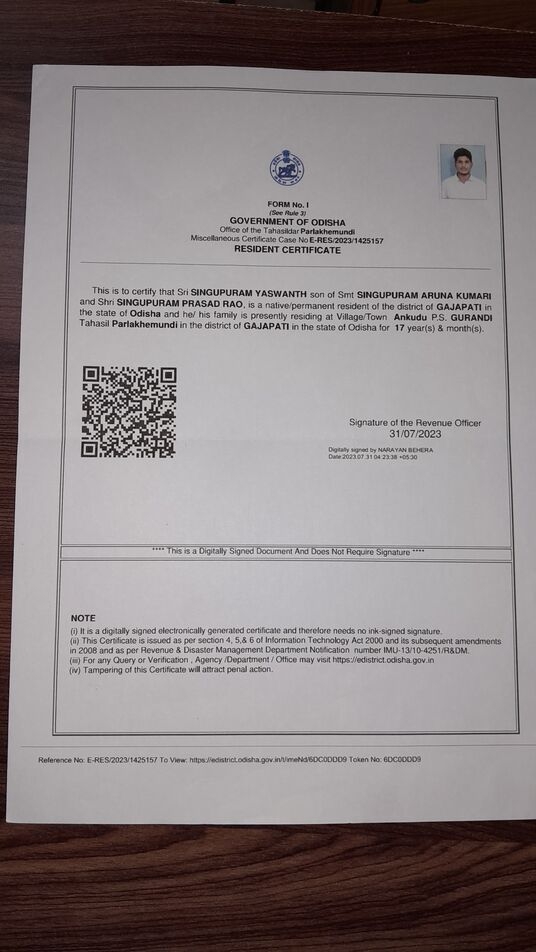 FORM No. I
(See Rule 3)
GOVERNMENT OF ODISHA
Office of the Tahasildar Parlakhemundi
Miscellaneous Certificate Case No E-RES/2023/1425157
RESIDENT CERTIFICATE
This is to certify that Sri SINGUPURAM YASWANTH son of Smt SINGUPURAM ARUNA KUMARI
and Shri SINGUPURAM PRASAD RAO, is a native/permanent resident of the district of GAJAPATI in
the state of Odisha and he/ his family is presently residing at Village/Town Ankudu P.S. GURANDI
Tahasil Parlakhemundi in the district of GAJAPATI in the state of Odisha for 17 year(s) & month(s).
Signature of the Revenue Officer
31/07/2023
Digitally signed by NARAYAN BEHERA
Date:2023.07.31 04:23:38 +05:30
**** This is a Digitally Signed Document And Does Not Require Signature ****
NOTE
(i) It is a digitally signed electronically generated certificate and therefore needs no ink-signed signature.
(ii) This Certificate is issued as per section 4, 5,& 6 of Information Technology Act 2000 and its subsequent amendments
in 2008 and as per Revenue & Disaster Management Department Notification number IMU-13/10-4251/R&DM.
(iii) For any Query or Verification , Agency /Department / Office may visit https://edistrict.odisha.gov.in
(iv) Tampering of this Certificate will attract penal action.
Reference No: E-RES/2023/1425157 To View: https://edistrict.odisha.gov.in/t/imeNd/6DC0DDD9 Token No: 6DC0DDD9